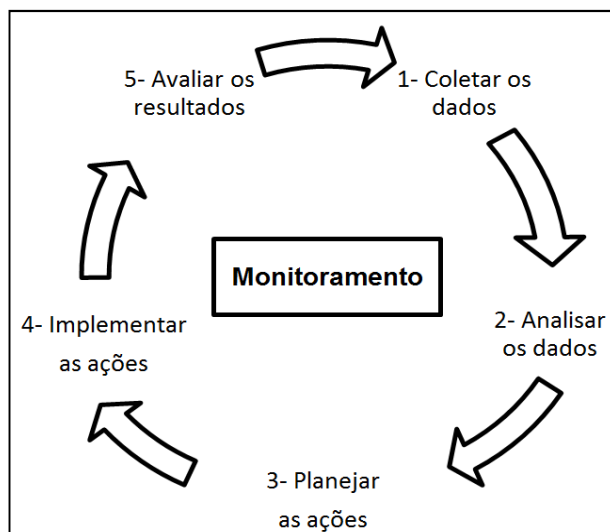 1- Coletar os
dados
2- Analisar
os dados
3- Planejar
as ações
4- Implementar
as ações
5- Avaliar os
resultados
Monitoramento